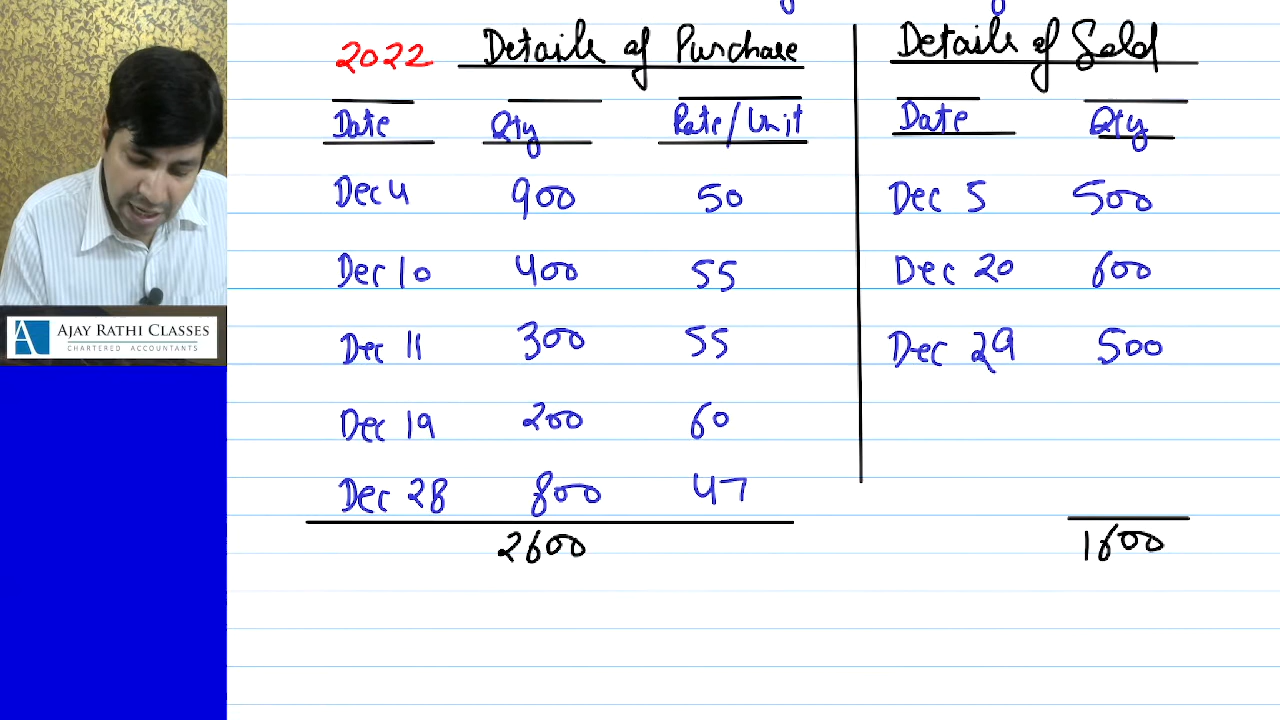 2022 Details of Purchase
Details of Sold
Date Qty Rate/Unit
Date Qty
Dec 4 900 50
Dec 5 500
Dec 10 400 55
Dec 20 600
Dec 11 300 55
Dec 29 500
Dec 19 200 60
Dec 28 800 47
2600
1600
AJAY RATHI CLASSES
CHARTERED ACCOUNTANTS